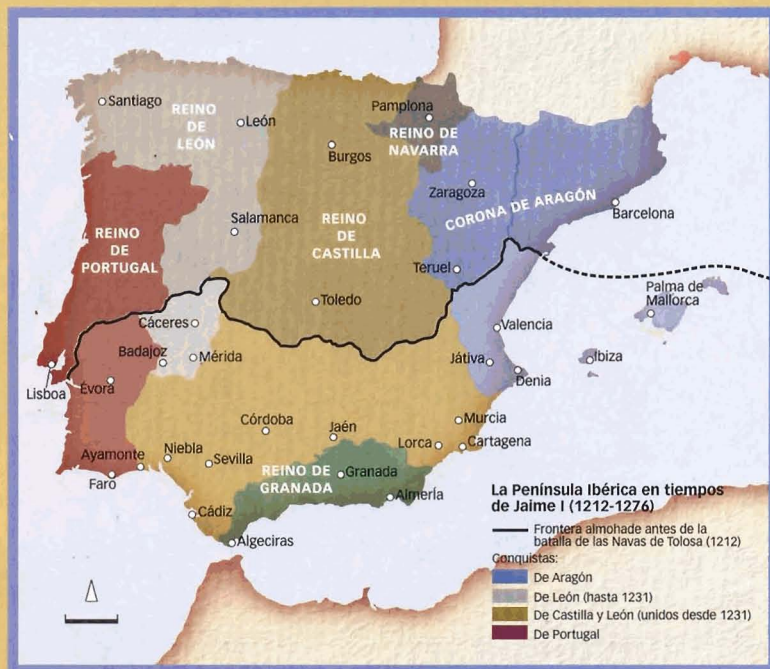 Santiago
REINO
DE
LEÓN
León
Burgos
Pamplona
REINO DE
NAVARRA
Zaragoza
CORONA DE ARAGÓN
Barcelona
Salamanca
REINO
DE
CASTILLA
REINO
DE
PORTUGAL
Teruel
Toledo
Palma de
Mallorca
Cáceres
Valencia
Badajoz
Mérida
Játiva
Ibiza
Denia
Lisboa
Évora
Córdoba
Jaén
Murcia
Lorca
Cartagena
Ayamonte
Niebla
Sevilla
REINO DE
GRANADA
Granada
Faro
Almería
Cádiz
Algeciras
La Península Ibérica en tiempos
de Jaime I (1212-1276)
Frontera almohade antes de la
batalla de las Navas de Tolosa (1212)
Conquistas:
De Aragón
De León (hasta 1231)
De Castilla y León (unidos desde 1231)
De Portugal